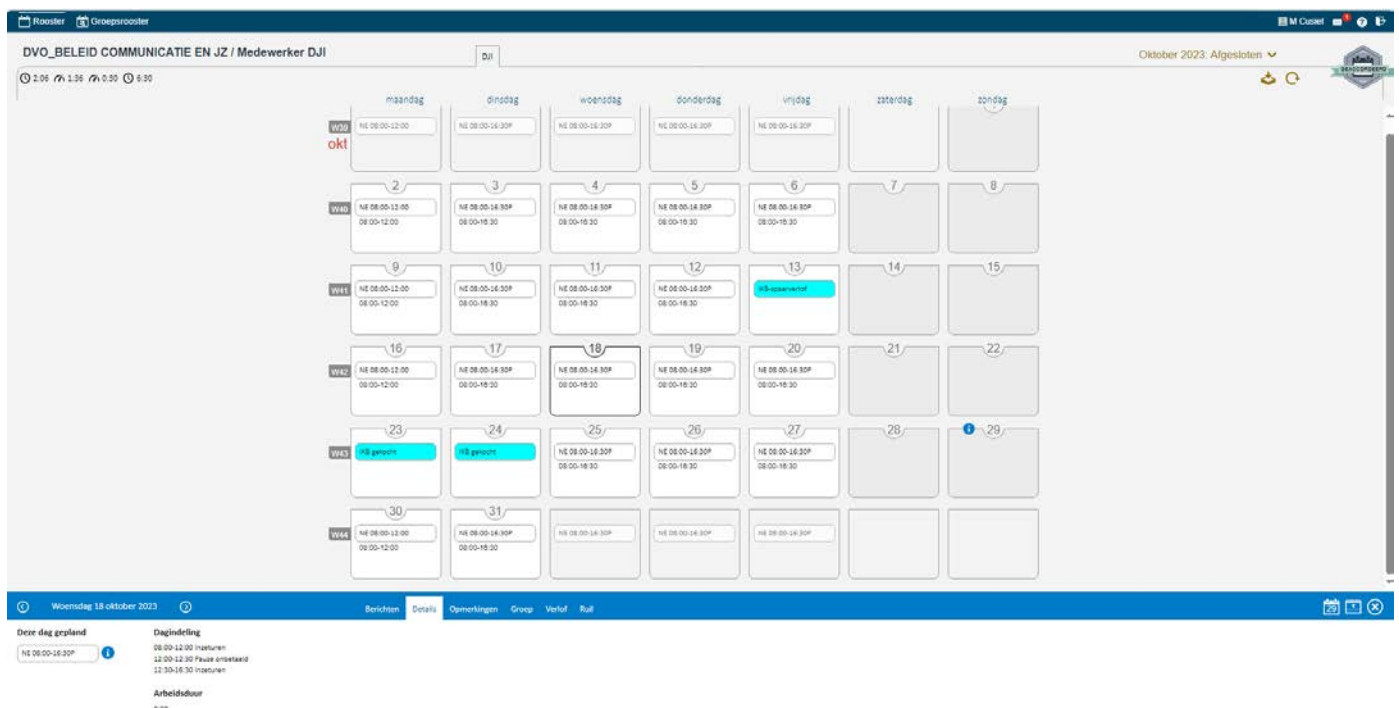 Rooster Groepsrooster M Cusiel 1
DVO_BELEID COMMUNICATIE EN JZ / Medewerker DJI DJI Oktober 2023: Afgesloten
2:06 1:36 0:30 6:30
maandag dinsdag woensdag donderdag vrijdag zaterdag zondag
1
W39 NE 08:00-12:00 NE 08:00-16:30P NE 08:00-16:30P NE 08:00-16:30P NE 08:00-16:30P
okt
2 3 4 5 6 7 8
W40 NE 08:00-12:00 NE 08:00-16:30P NE 08:00-16:30P NE 08:00-16:30P NE 08:00-16:30P
08:00-12:00 08:00-16:30 08:00-16:30 08:00-16:30 08:00-16:30
9 10 11 12 13 14 15
W41 NE 08:00-12:00 NE 08:00-16:30P NE 08:00-16:30P NE 08:00-16:30P IKB-spaarverlof
08:00-12:00 08:00-16:30 08:00-16:30 08:00-16:30
16 17 18 19 20 21 22
W42 NE 08:00-12:00 NE 08:00-16:30P NE 08:00-16:30P NE 08:00-16:30P NE 08:00-16:30P
08:00-12:00 08:00-16:30 08:00-16:30 08:00-16:30 08:00-16:30
23 24 25 26 27 28 29
W43 IKB gekocht IKB gekocht NE 08:00-16:30P NE 08:00-16:30P NE 08:00-16:30P
08:00-16:30 08:00-16:30 08:00-16:30
30 31
W44 NE 08:00-12:00 NE 08:00-16:30P NE 08:00-16:30P NE 08:00-16:30P NE 08:00-16:30P
08:00-12:00 08:00-16:30
Woensdag 18 oktober 2023 Berichten Details Opmerkingen Groep Verlof Ruil 29
Deze dag gepland Dagindeling
NE 08:00-16:30P 08:00-12:00 Inzeturen
12:00-12:30 Pauze onbetaald
12:30-16:30 Inzeturen
Arbeidsduur